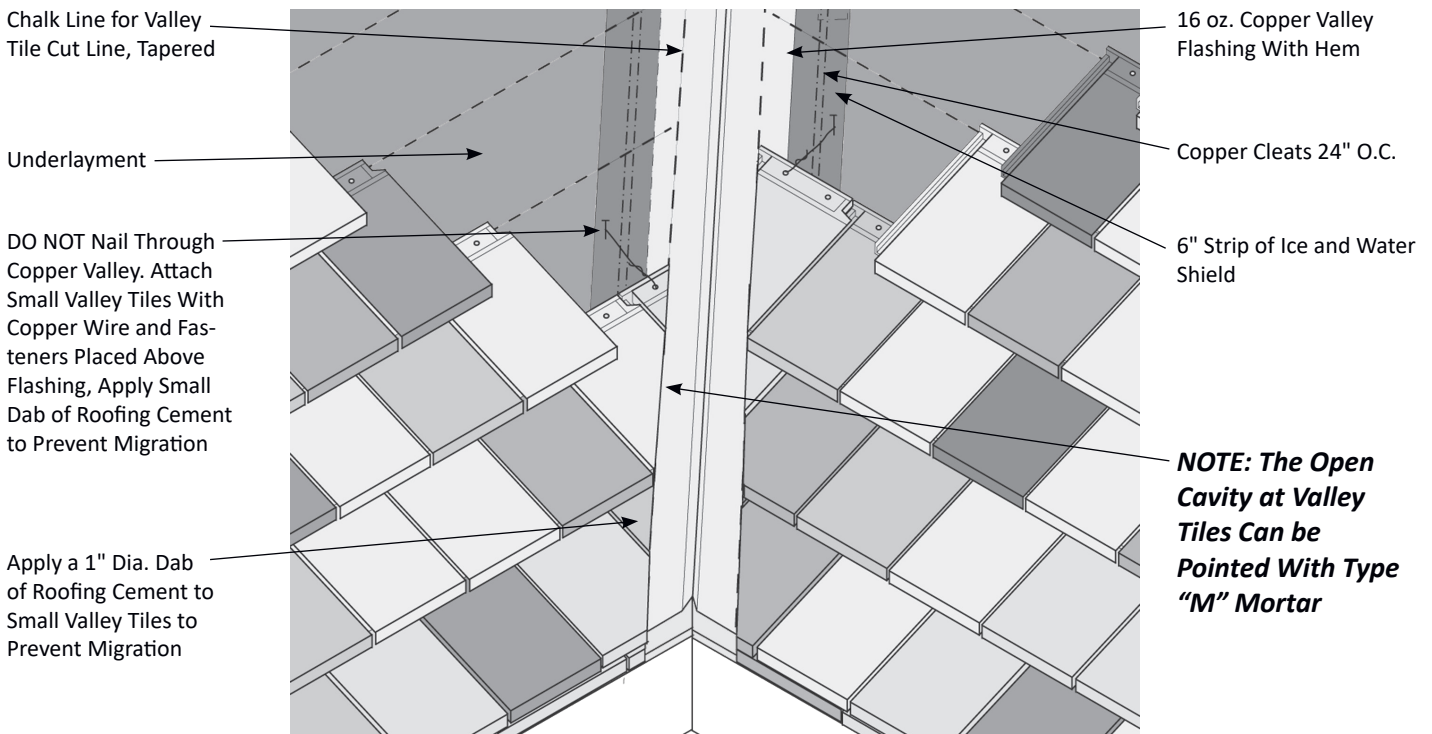 Chalk Line for Valley
Tile Cut Line, Tapered
Underlayment
DO NOT Nail Through
Copper Valley. Attach
Small Valley Tiles With
Copper Wire and Fas-
teners Placed Above
Flashing, Apply Small
Dab of Roofing Cement
to Prevent Migration
Apply a 1" Dia. Dab
of Roofing Cement to
Small Valley Tiles to
Prevent Migration
16 oz. Copper Valley
Flashing With Hem
Copper Cleats 24" O.C.
6" Strip of Ice and Water
Shield
NOTE: The Open
Cavity at Valley
Tiles Can be
Pointed With Type
“M” Mortar